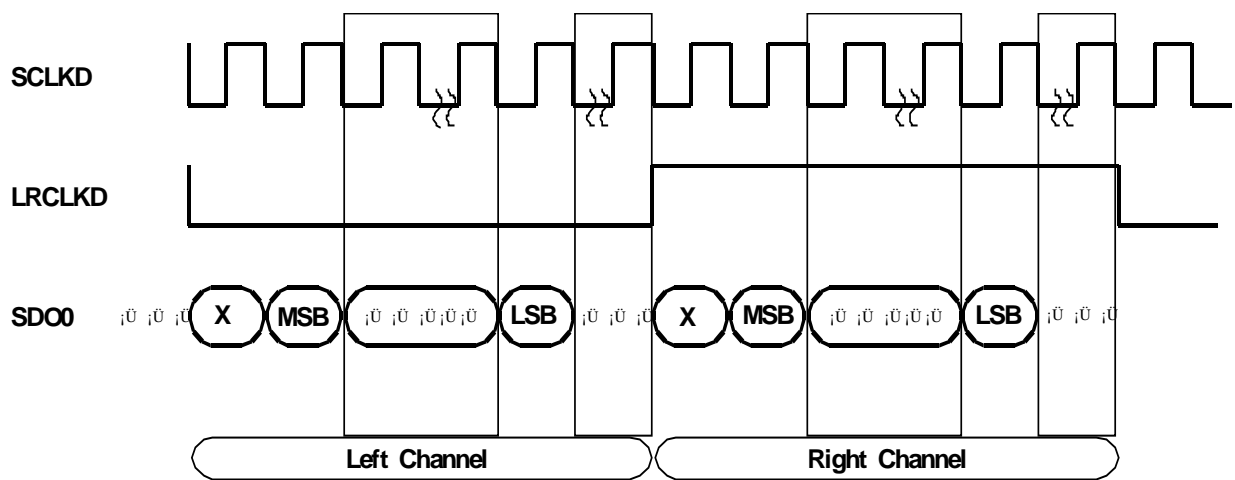 SCLKD
LRCLKD
SDO0 ¡Ü ¡Ü ¡Ü X MSB ¡Ü ¡Ü ¡Ü¡Ü¡Ü LSB ¡Ü ¡Ü ¡Ü X MSB ¡Ü ¡Ü ¡Ü¡Ü¡Ü LSB ¡Ü ¡Ü ¡Ü
Left Channel Right Channel